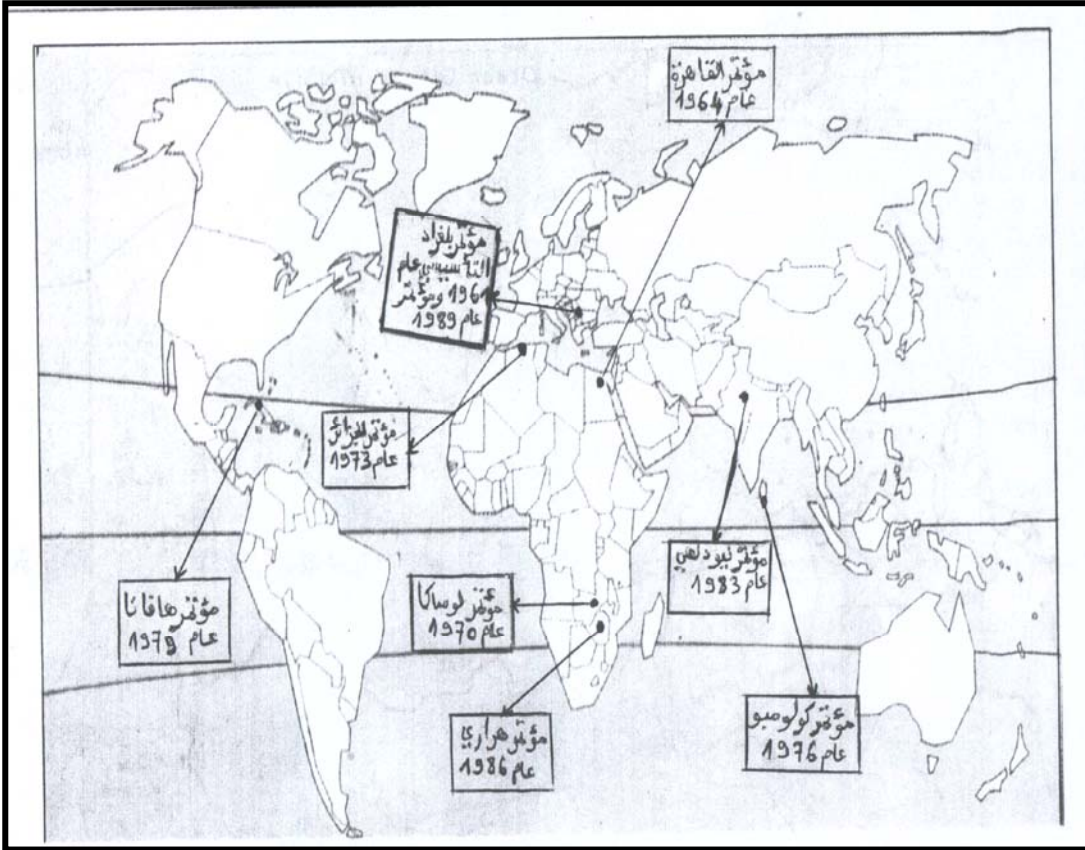 مؤتمر القاهرة
عام 1964
مؤتمر بلغراد
التأسيسي عام
1961 ومؤتمر
عام 1989
مؤتمر الجزائر
عام 1973
مؤتمر هافانا
عام 1979
مؤتمر لوساكا
عام 1970
مؤتمر نيودلهي
عام 1983
مؤتمر هراري
عام 1986
مؤتمر كولومبو
عام 1976